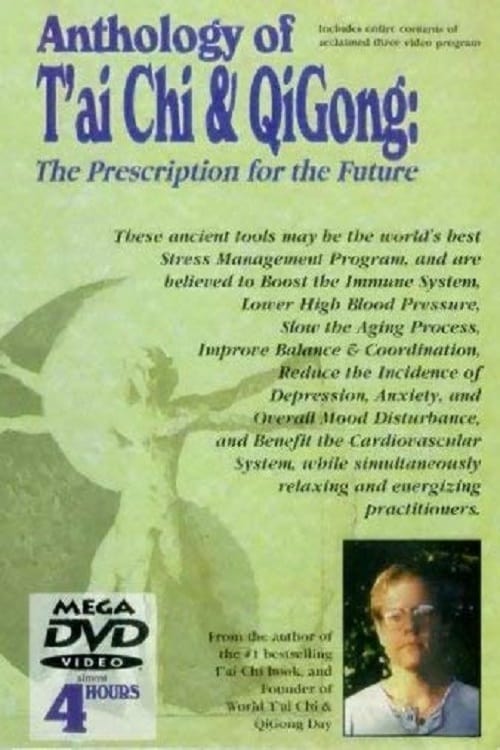 Anthology of
Includes entire contents of
acclaimed three video program
T'ai Chi & QiGong:
The Prescription for the Future
These ancient tools may be the world's best
Stress Management Program, and are
believed to Boost the Immune System,
Lower High Blood Pressure,
Slow the Aging Process,
Improve Balance & Coordination,
Reduce the Incidence of
Depression, Anxiety, and
Overall Mood Disturbance,
and Benefit the Cardiovascular
System, while simultaneously
relaxing and energizing
practitioners.
MEGA
DVD
VIDEO
almost
4 HOURS
From the author of
the #1 bestselling
T'ai Chi book, and
Founder of
World T'ai Chi &
QiGong Day